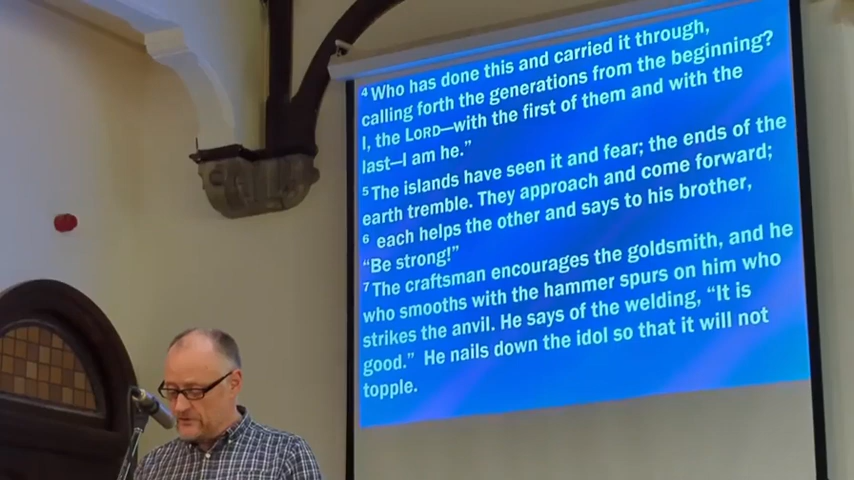 4 Who has done this and carried it through,
calling forth the generations from the beginning?
I, the LORD—with the first of them and with the
last—I am he.”
5 The islands have seen it and fear; the ends of the
earth tremble. They approach and come forward;
6 each helps the other and says to his brother,
“Be strong!”
7 The craftsman encourages the goldsmith, and he
who smooths with the hammer spurs on him who
strikes the anvil. He says of the welding, “It is
good.” He nails down the idol so that it will not
topple.